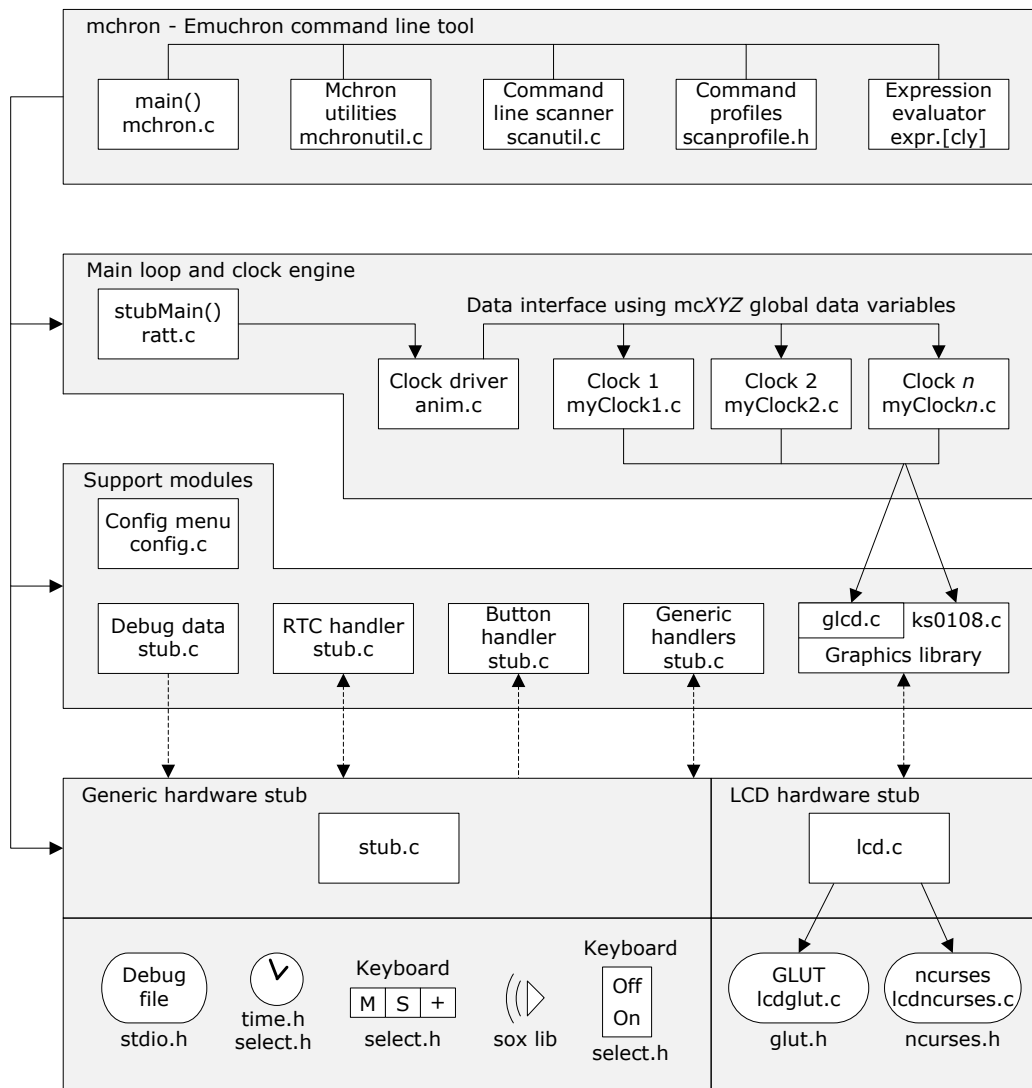 mchron - Emuchron command line tool
main()
mchron.c
Mchron
utilities
mchronutil.c
Command
line scanner
scanutil.c
Command
profiles
scanprofile.h
Expression
evaluator
expr.[cly]
Main loop and clock engine
stubMain()
ratt.c
Data interface using mcXYZ global data variables
Clock driver
anim.c
Clock 1
myClock1.c
Clock 2
myClock2.c
Clock n
myClockn.c
Support modules
Config menu
config.c
Debug data
stub.c
RTC handler
stub.c
Button
handler
stub.c
Generic
handlers
stub.c
glcd.c
ks0108.c
Graphics library
Generic hardware stub
stub.c
LCD hardware stub
lcd.c
Debug
file
stdio.h
time.h
select.h
Keyboard
M S +
select.h
sox lib
Keyboard
Off
On
select.h
GLUT
lcdglut.c
glut.h
ncurses
lcdncurses.c
ncurses.h